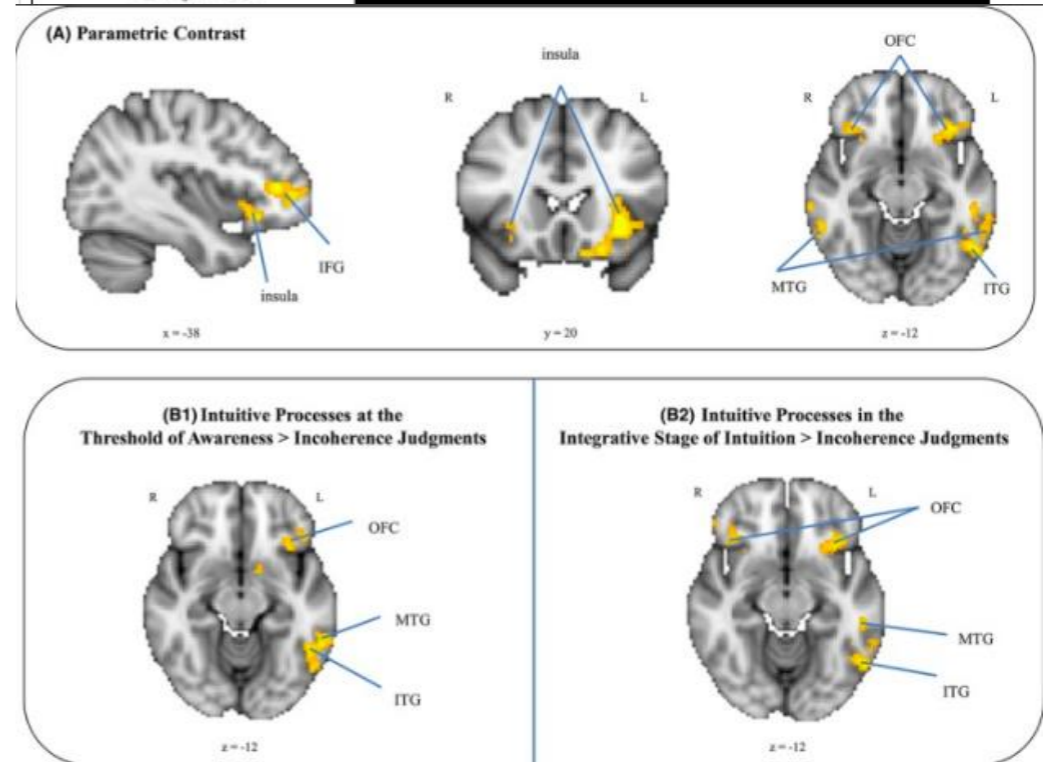 (A) Parametric Contrast
insula
OFC
R
L
R
L
IFG
insula
MTG
ITG
x = -38
y = 20
z = -12
(B1) Intuitive Processes at the
Threshold of Awareness > Incoherence Judgments
R
L
OFC
MTG
ITG
z = -12
(B2) Intuitive Processes in the
Integrative Stage of Intuition > Incoherence Judgments
R
L
OFC
MTG
ITG
z = -12